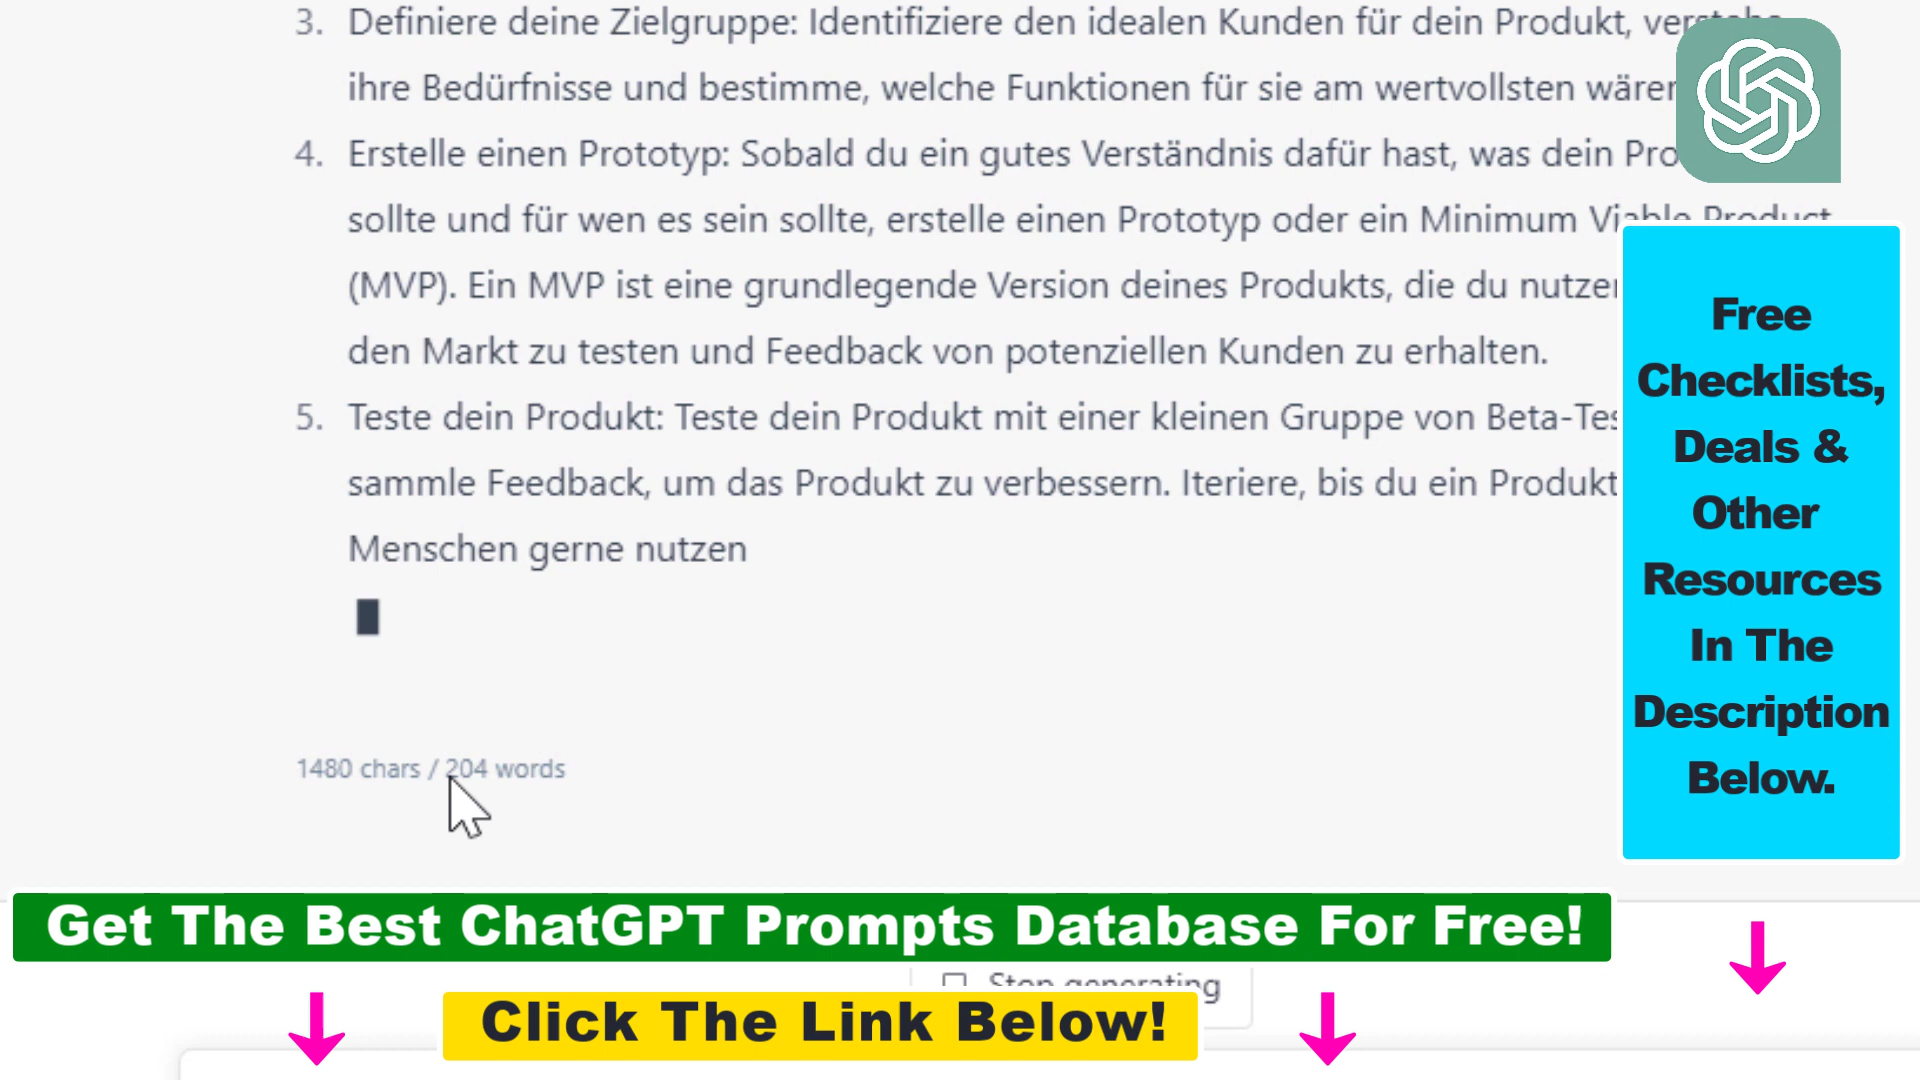 3. Definiere deine Zielgruppe: Identifiziere den idealen Kunden für dein Produkt,
ihre Bedürfnisse und bestimme, welche Funktionen für sie am wertvollsten
4. Erstelle einen Prototyp: Sobald du ein gutes Verständnis dafür hast, was dein
sollte und für wen es sein sollte, erstelle einen Prototyp oder ein Minimum Viable Product
(MVP). Ein MVP ist eine grundlegende Version deines Produkts, die du
den Markt zu testen und Feedback von potenziellen Kunden zu erhalten.
5. Teste dein Produkt: Teste dein Produkt mit einer kleinen Gruppe von
sammle Feedback, um das Produkt zu verbessern. Iteriere, bis du ein Produkt
Menschen gerne nutzen
1480 chars / 204 words
Free
Checklists,
Deals &
Other
Resources
In The
Description
Below.
Get The Best ChatGPT Prompts Database For Free!
Stop generating
Click The Link Below!